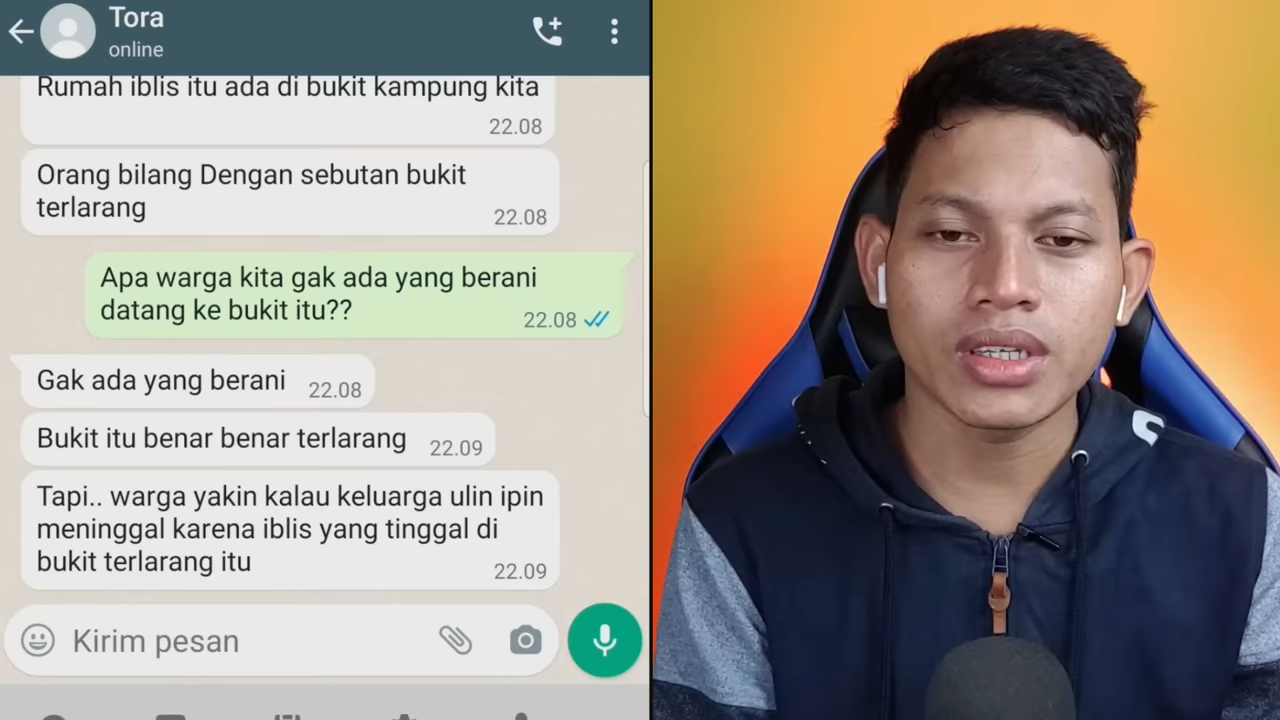 Tora
online
Rumah iblis itu ada di bukit kampung kita
22.08
Orang bilang Dengan sebutan bukit
terlarang
22.08
Apa warga kita gak ada yang berani
datang ke bukit itu??
22.08
Gak ada yang berani
22.08
Bukit itu benar benar terlarang
22.09
Tapi.. warga yakin kalau keluarga ulin ipin
meninggal karena iblis yang tinggal di
bukit terlarang itu
22.09
Kirim pesan